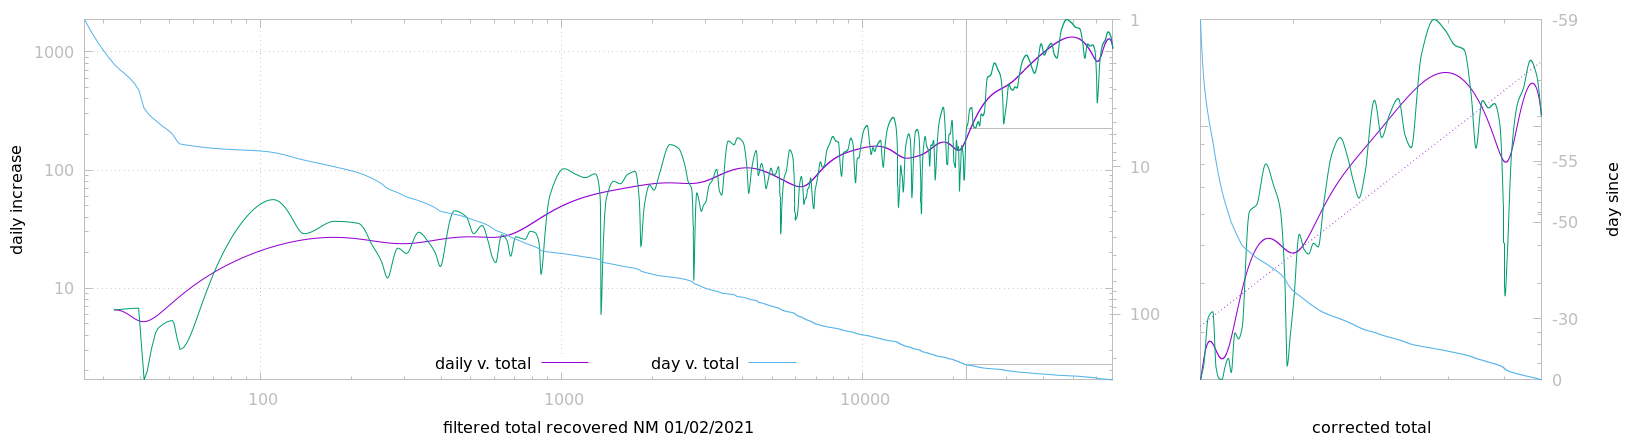 1000
100
10
daily increase
1
10
100
daily v. total
day v. total
100
1000
10000
filtered total recovered NM 01/02/2021
-59
-55
-50
-30
0
day since
corrected total